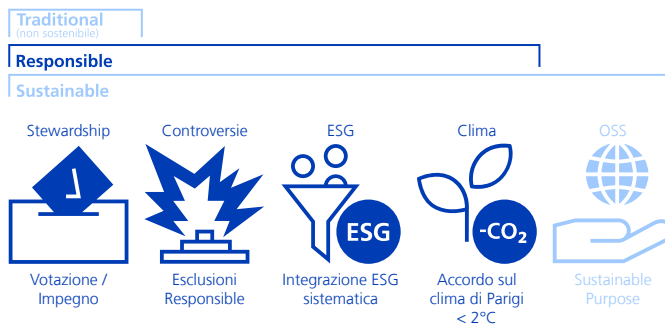 Traditional
(non sostenibile)
Responsible
Sustainable
Stewardship
Controversie
ESG
Clima
OSS
ESG
-CO₂
Votazione /
Impegno
Esclusioni
Responsible
Integrazione ESG
sistematica
Accordo sul
clima di Parigi
< 2°C
Sustainable
Purpose